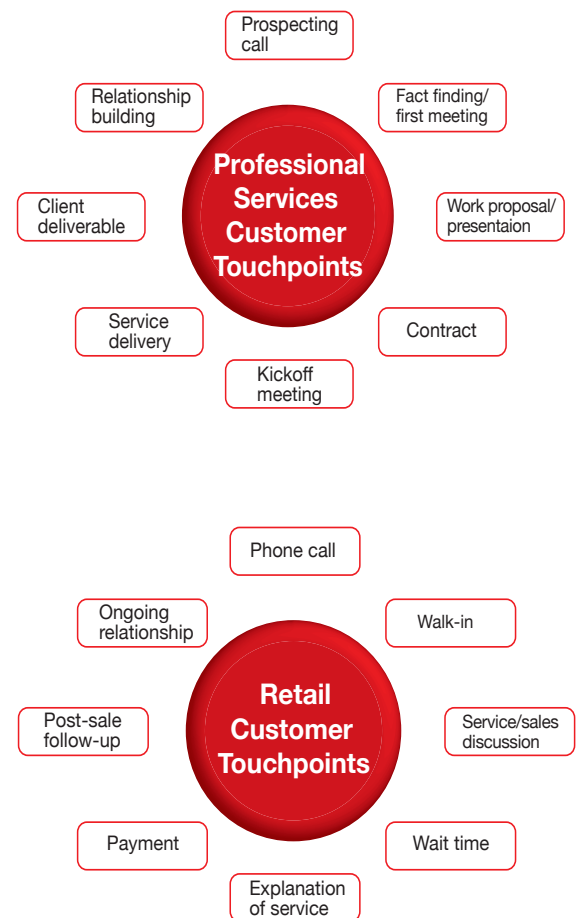 Prospecting
call
Relationship
building
Fact finding/
first meeting
Professional
Services
Customer
Touchpoints
Client
deliverable
Work proposal/
presentaion
Service
delivery
Contract
Kickoff
meeting
Phone call
Ongoing
relationship
Walk-in
Retail
Customer
Touchpoints
Post-sale
follow-up
Service/sales
discussion
Payment
Wait time
Explanation
of service